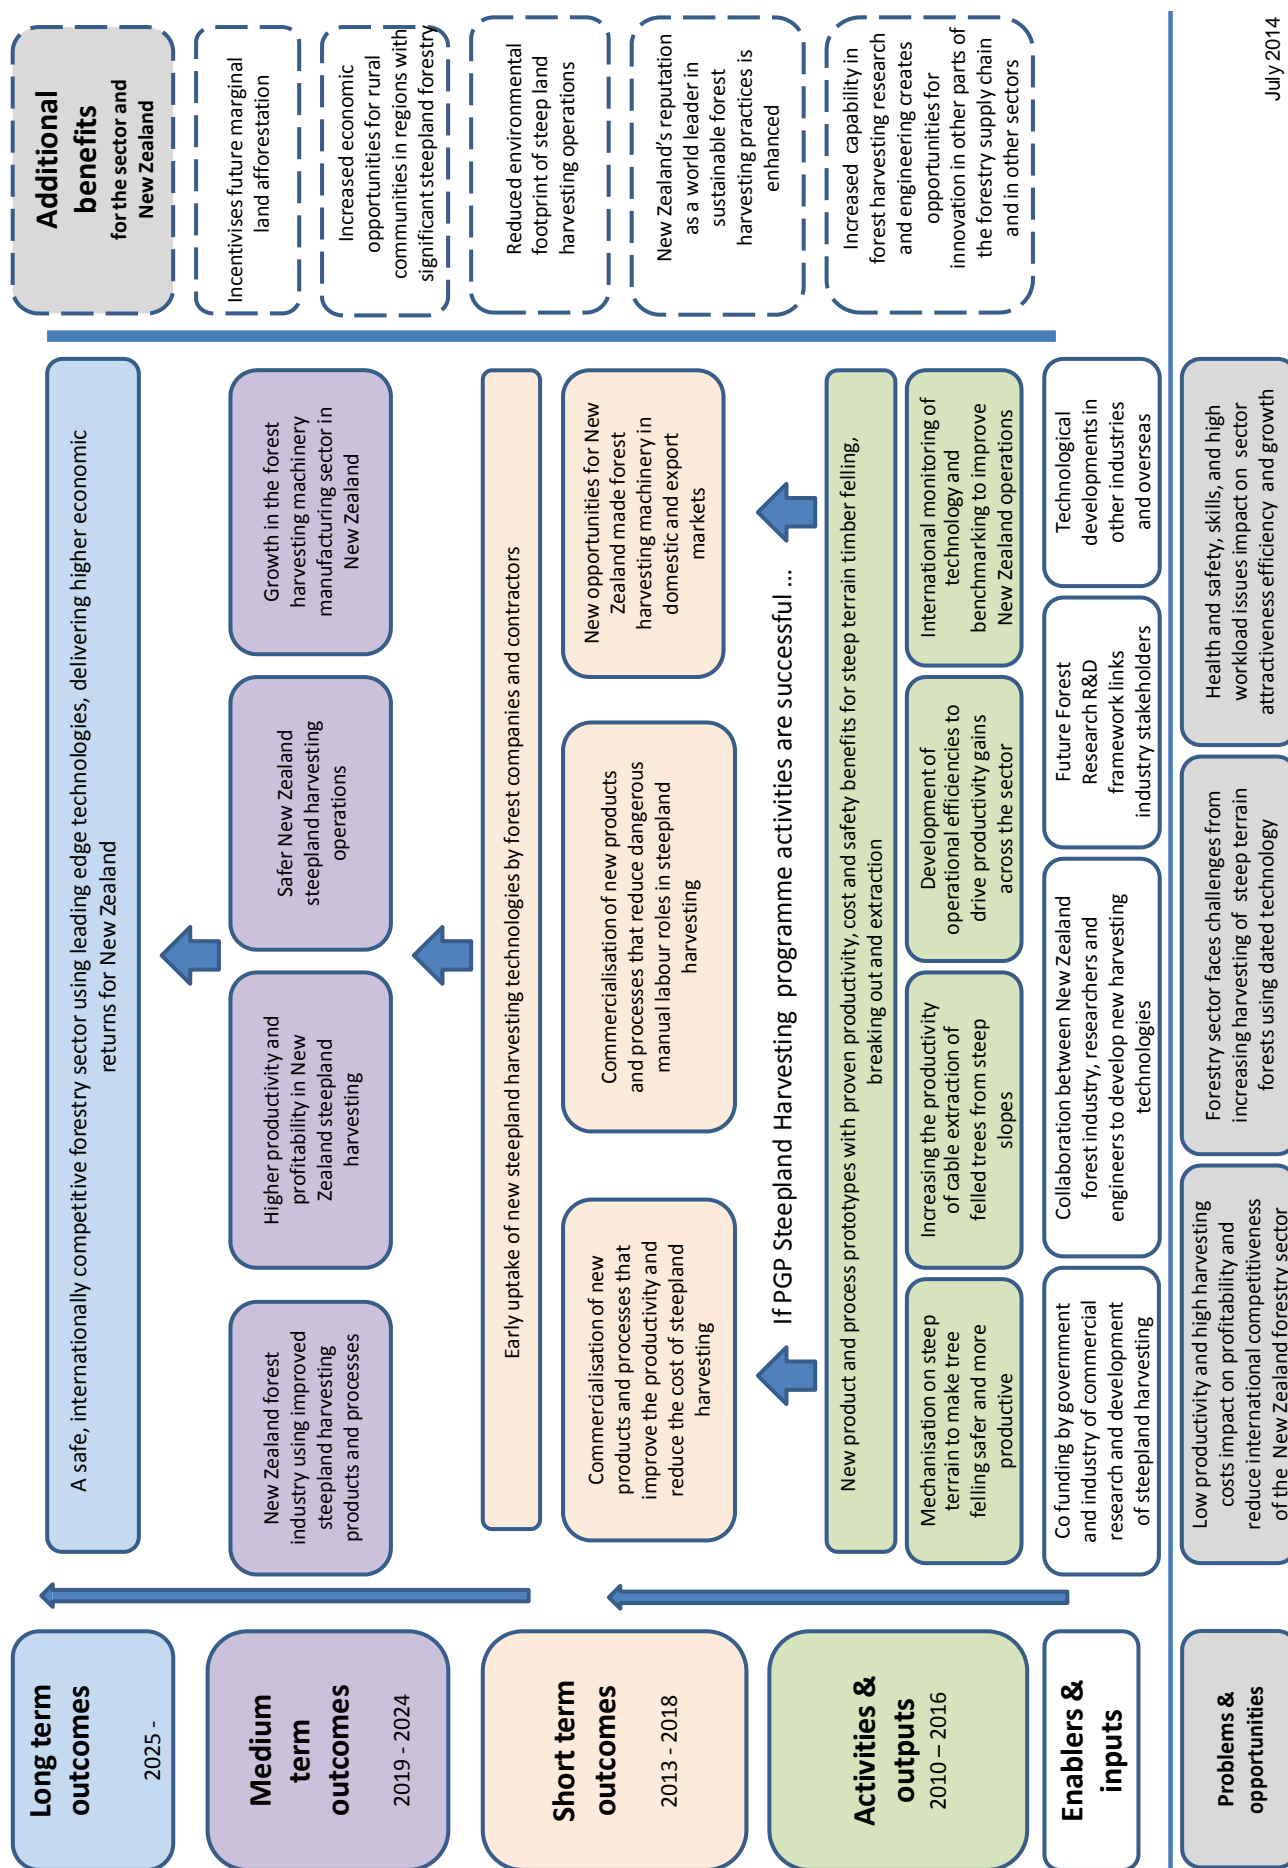 Long term
outcomes
2025 -
A safe, internationally competitive forestry sector using leading edge technologies, delivering higher economic
returns for New Zealand
Additional
benefits
for the sector and
New Zealand
Medium
term
outcomes
2019 - 2024
New Zealand forest
industry using improved
steepland harvesting
products and processes
Higher productivity and
profitability in New
Zealand steepland
harvesting
Safer New Zealand
steepland harvesting
operations
Growth in the forest
harvesting machinery
manufacturing sector in
New Zealand
Incentivises future marginal
land afforestation
Increased economic
opportunities for rural
communities in regions with
significant steepland forestry
Short term
outcomes
2013 - 2018
Early uptake of new steepland harvesting technologies by forest companies and contractors
Commercialisation of new
products and processes that
improve the productivity and
reduce the cost of steepland
harvesting
Commercialisation of new products
and processes that reduce dangerous
manual labour roles in steepland
harvesting
New opportunities for New
Zealand made forest
harvesting machinery in
domestic and export
markets
Reduced environmental
footprint of steep land
harvesting operations
New Zealand's reputation
as a world leader in
sustainable forest
harvesting practices is
enhanced
If PGP Steepland Harvesting programme activities are successful ...
Activities &
outputs
2010 – 2016
New product and process prototypes with proven productivity, cost and safety benefits for steep terrain timber felling,
breaking out and extraction
Mechanisation on steep
terrain to make tree
felling safer and more
productive
Increasing the productivity
of cable extraction of
felled trees from steep
slopes
Development of
operational efficiencies to
drive productivity gains
across the sector
International monitoring of
technology and
benchmarking to improve
New Zealand operations
Increased capability in
forest harvesting research
and engineering creates
opportunities for
innovation in other parts of
the forestry supply chain
and in other sectors
Enablers &
inputs
Co funding by government
and industry of commercial
research and development
of steepland harvesting
Collaboration between New Zealand
forest industry, researchers and
engineers to develop new harvesting
technologies
Future Forest
Research R&D
framework links
industry stakeholders
Technological
developments in
other industries
and overseas
Problems &
opportunities
Low productivity and high harvesting
costs impact on profitability and
reduce international competitiveness
of the New Zealand forestry sector
Forestry sector faces challenges from
increasing harvesting of steep terrain
forests using dated technology
Health and safety, skills, and high
workload issues impact on sector
attractiveness efficiency and growth
July 2014